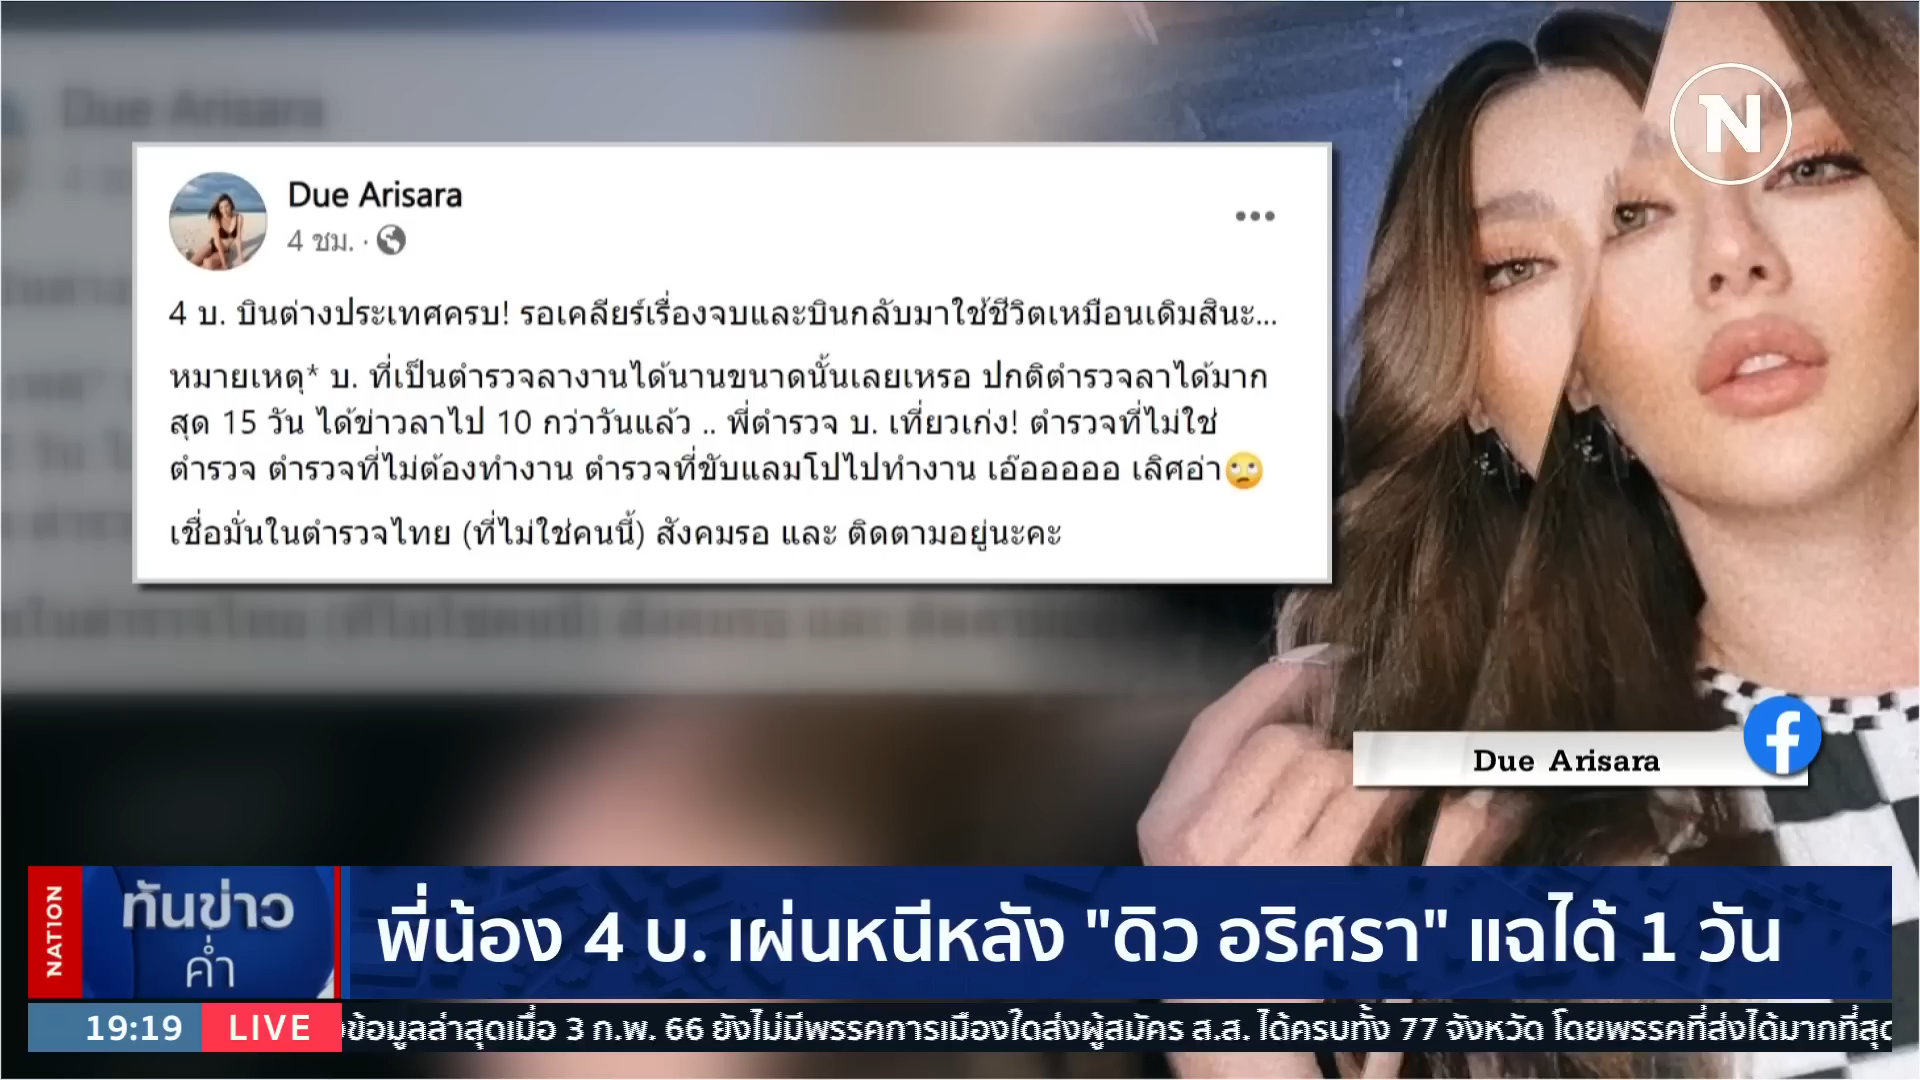 N
Due Arisara
4 ชม. ·
4 บ. บินต่างประเทศครบ! รอเคลียร์เรื่องจบและบินกลับมาใช้ชีวิตเหมือนเดิมสินะ...
หมายเหตุ* บ. ที่เป็นตำรวจลางานได้นานขนาดนั้นเลยเหรอ ปกติตำรวจลาได้มาก
สุด 15 วัน ได้ข่าวลาไป 10 กว่าวันแล้ว .. พี่ตำรวจ บ. เที่ยวเก่ง! ตำรวจที่ไม่ใช่
ตำรวจ ตำรวจที่ไม่ต้องทำงาน ตำรวจที่ขับแลมโปไปทำงาน เอ๊อออออ เลิศอ่า🙄
เชื่อมั่นในตำรวจไทย (ที่ไม่ใช่คนนี้) สังคมรอ และ ติดตามอยู่นะคะ
Due Arisara
NATION
ทันข่าว
ค่ำ
พี่น้อง 4 บ. เผ่นหนีหลัง "ดิว อริศรา" แฉได้ 1 วัน
19:19
LIVE
ข้อมูลล่าสุดเมื่อ 3 ก.พ. 66 ยังไม่มีพรรคการเมืองใดส่งผู้สมัคร ส.ส. ได้ครบทั้ง 77 จังหวัด โดยพรรคที่ส่งได้มากที่สุด